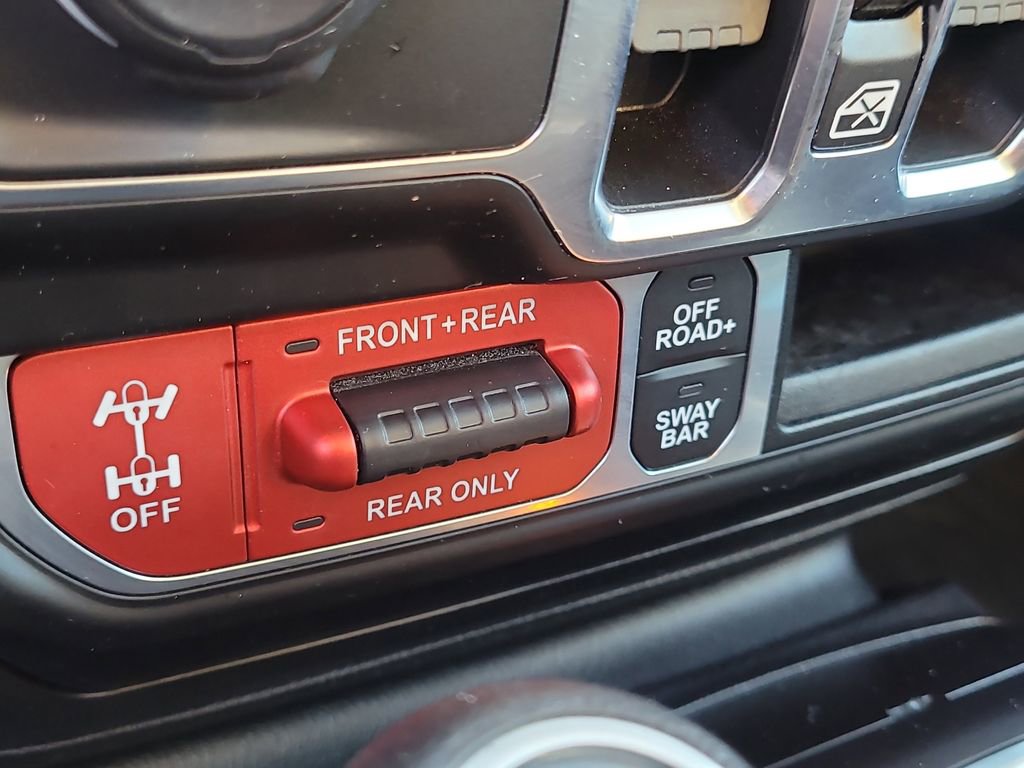 FRONT+REAR
REAR ONLY
OFF
OFF
ROAD+
SWAY
BAR